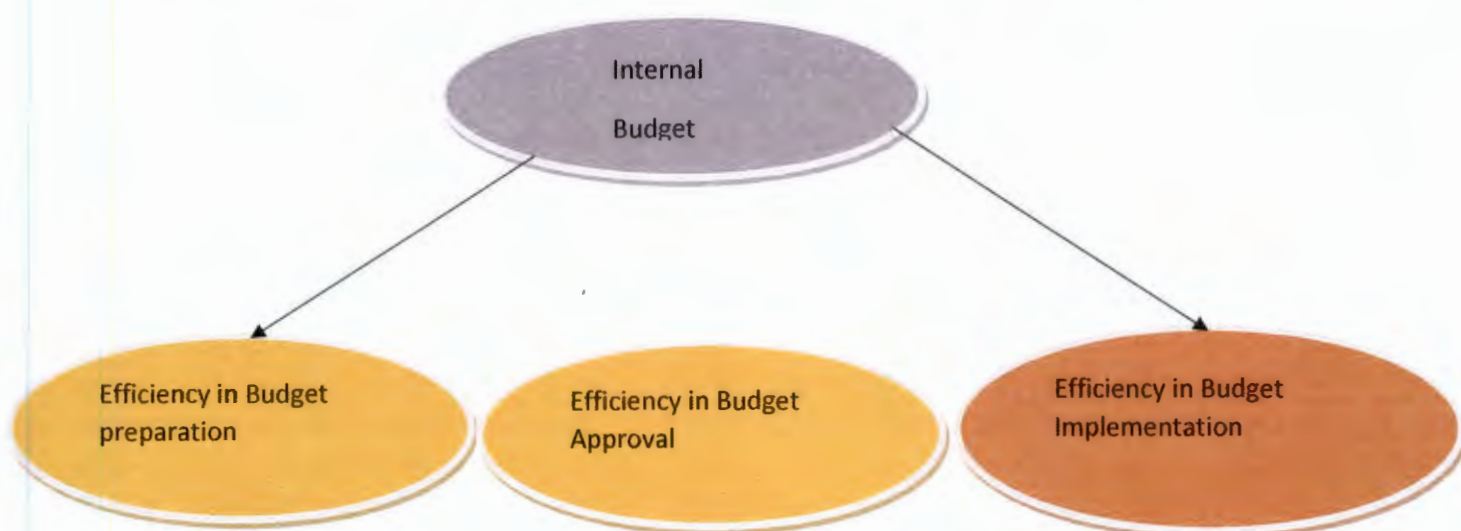 Internal
Budget
Efficiency in Budget
preparation
Efficiency in Budget
Approval
Efficiency in Budget
Implementation